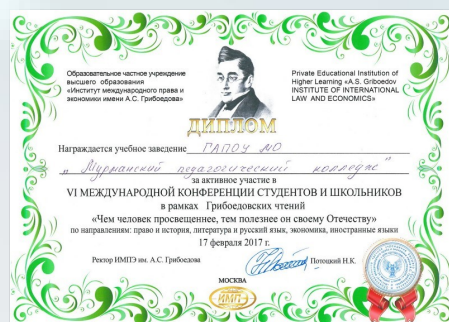 Образовательное частное учреждение
высшего образования
«Институт международного права и
экономики имени А.С. Грибоедова»
Private Educational Institution of
Higher Learning «A.S. Griboedov
INSTITUTE OF INTERNATIONAL
LAW AND ECONOMICS»
ДИПЛОМ
Награждается учебное заведение ГАПОУ МО
„Мурманский педагогический колледж"
за активное участие в
VI МЕЖДУНАРОДНОЙ КОНФЕРЕНЦИИ СТУДЕНТОВ И ШКОЛЬНИКОВ
в рамках Грибоедовских чтений
«Чем человек просвещеннее, тем полезнее он своему Отечеству»
по направлениям: право и история, литература и русский язык, экономика, иностранные языки
17 февраля 2017 г.
Ректор ИМПЭ им. А.С. Грибоедова Потоцкий Н.К.
МОСКВА
ИМПЭ